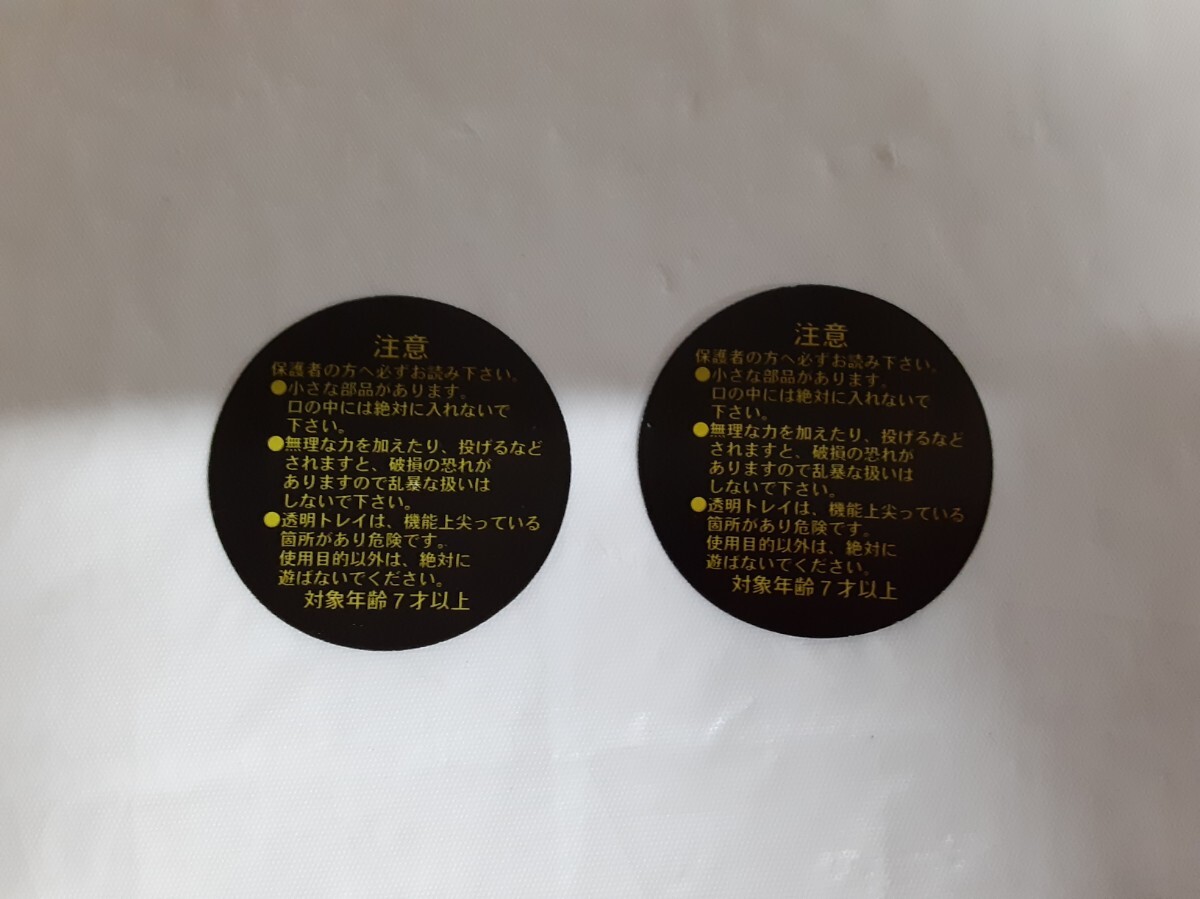 注意
保護者の方へ必ずお読み下さい。
●小さな部品があります。
口の中には絶対に入れないで
下さい。
●無理な力を加えたり、投げるなど
されますと、破損の恐れが
ありますので乱暴な扱いは
しないで下さい。
●透明トレイは、機能上尖っている
箇所があり危険です。
使用目的以外は、絶対に
遊ばないでください。
対象年齢７才以上
注意
保護者の方へ必ずお読み下さい。
●小さな部品があります。
口の中には絶対に入れないで
下さい。
●無理な力を加えたり、投げるなど
されますと、破損の恐れが
ありますので乱暴な扱いは
しないで下さい。
●透明トレイは、機能上尖っている
箇所があり危険です。
使用目的以外は、絶対に
遊ばないでください。
対象年齢７才以上